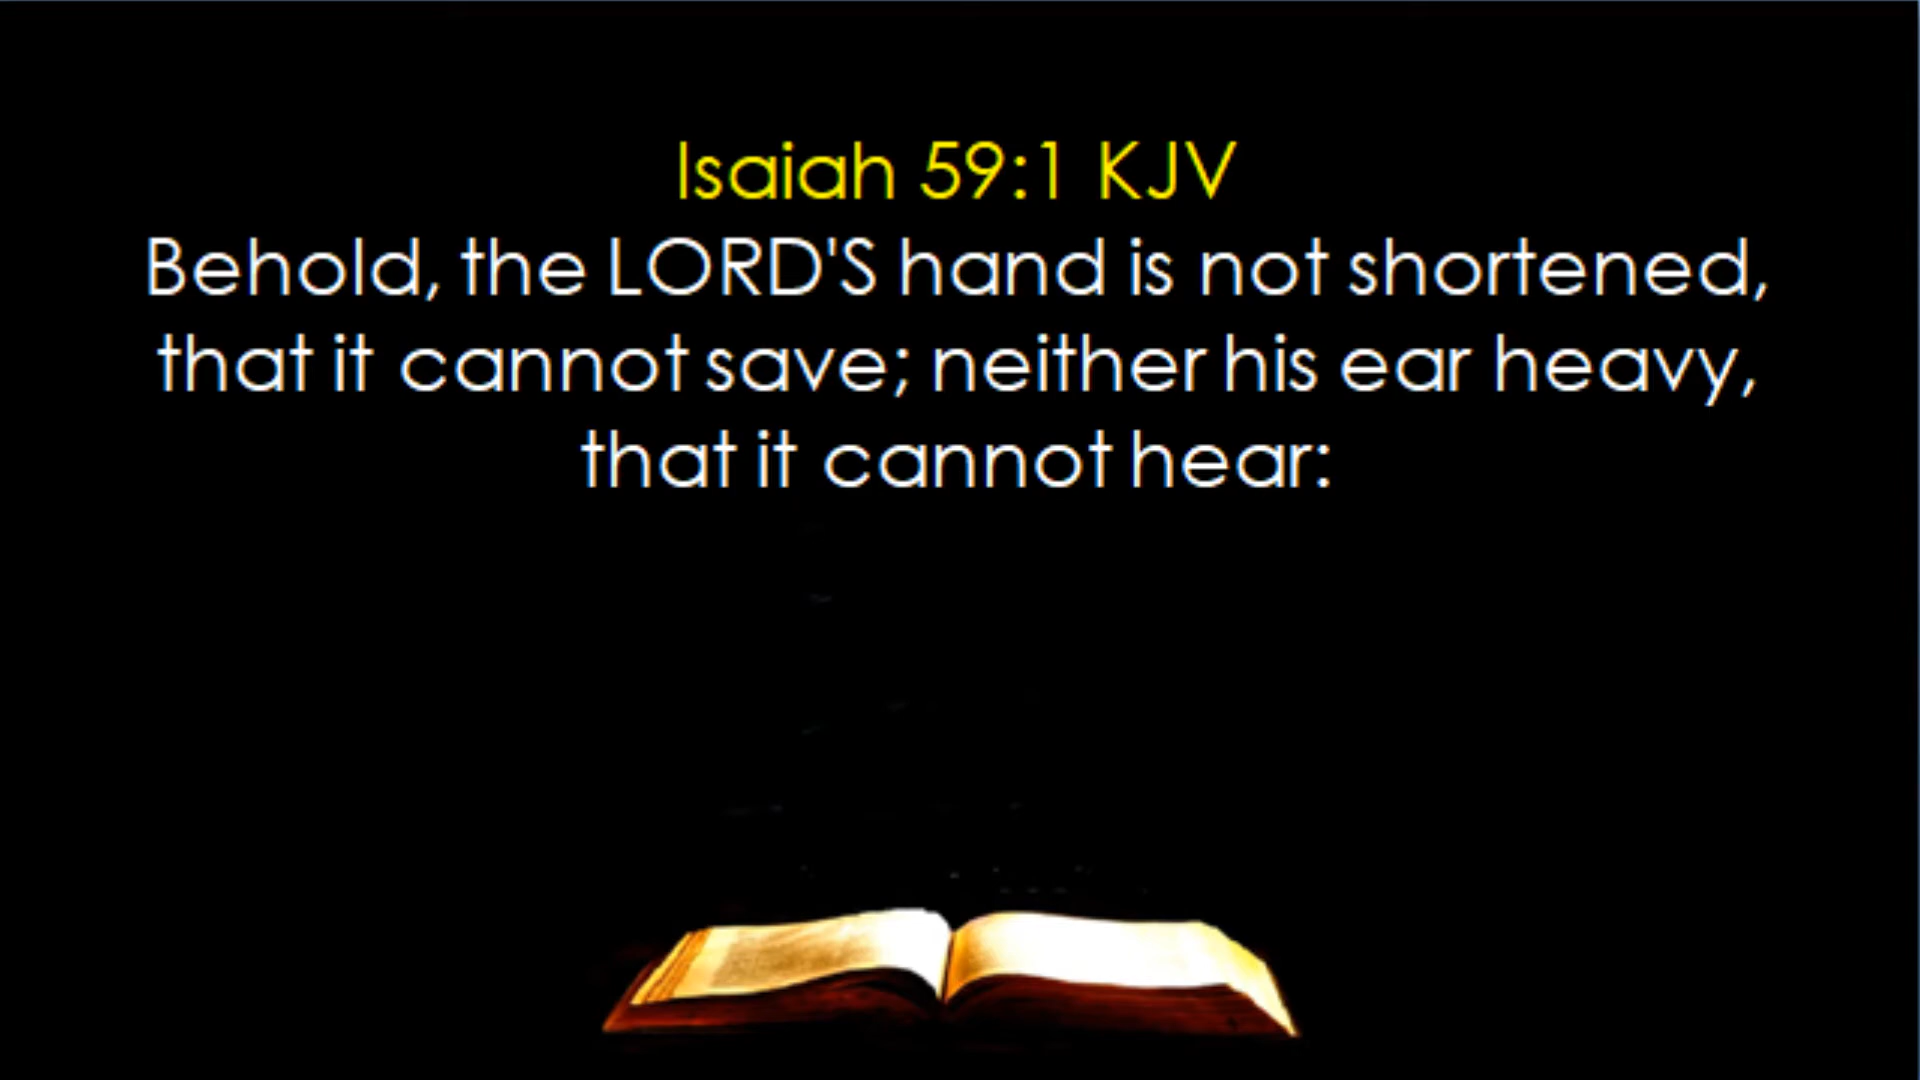 Isaiah 59:1 KJV
Behold, the LORD'S hand is not shortened,
that it cannot save; neither his ear heavy,
that it cannot hear: